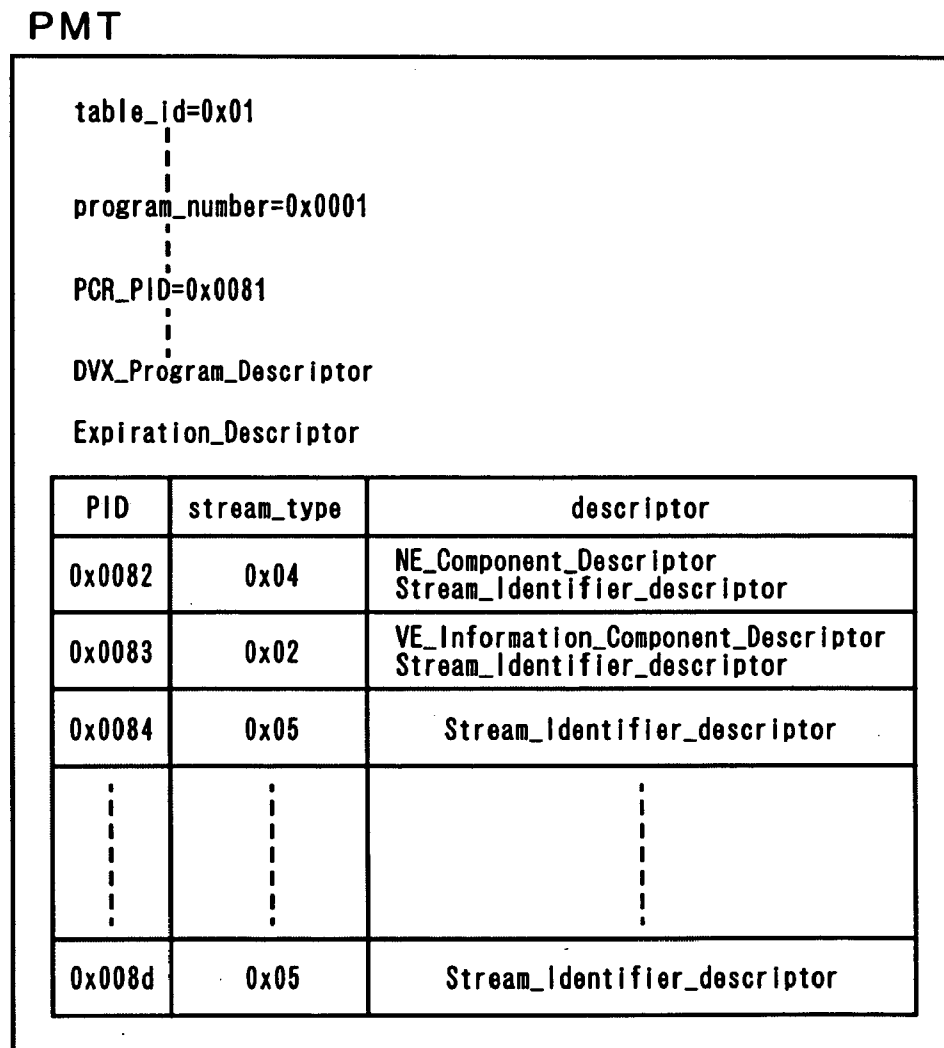 PMT
table_id=0x01
program_number=0x0001
PCR_PID=0x0081
DVX_Program_Descriptor
Expiration_Descriptor
PID stream_type descriptor
0x0082 0x04 NE_Component_Descriptor
Stream_Identifier_descriptor
0x0083 0x02 VE_Information_Component_Descriptor
Stream_Identifier_descriptor
0x0084 0x05 Stream_Identifier_descriptor
0x008d 0x05 Stream_Identifier_descriptor